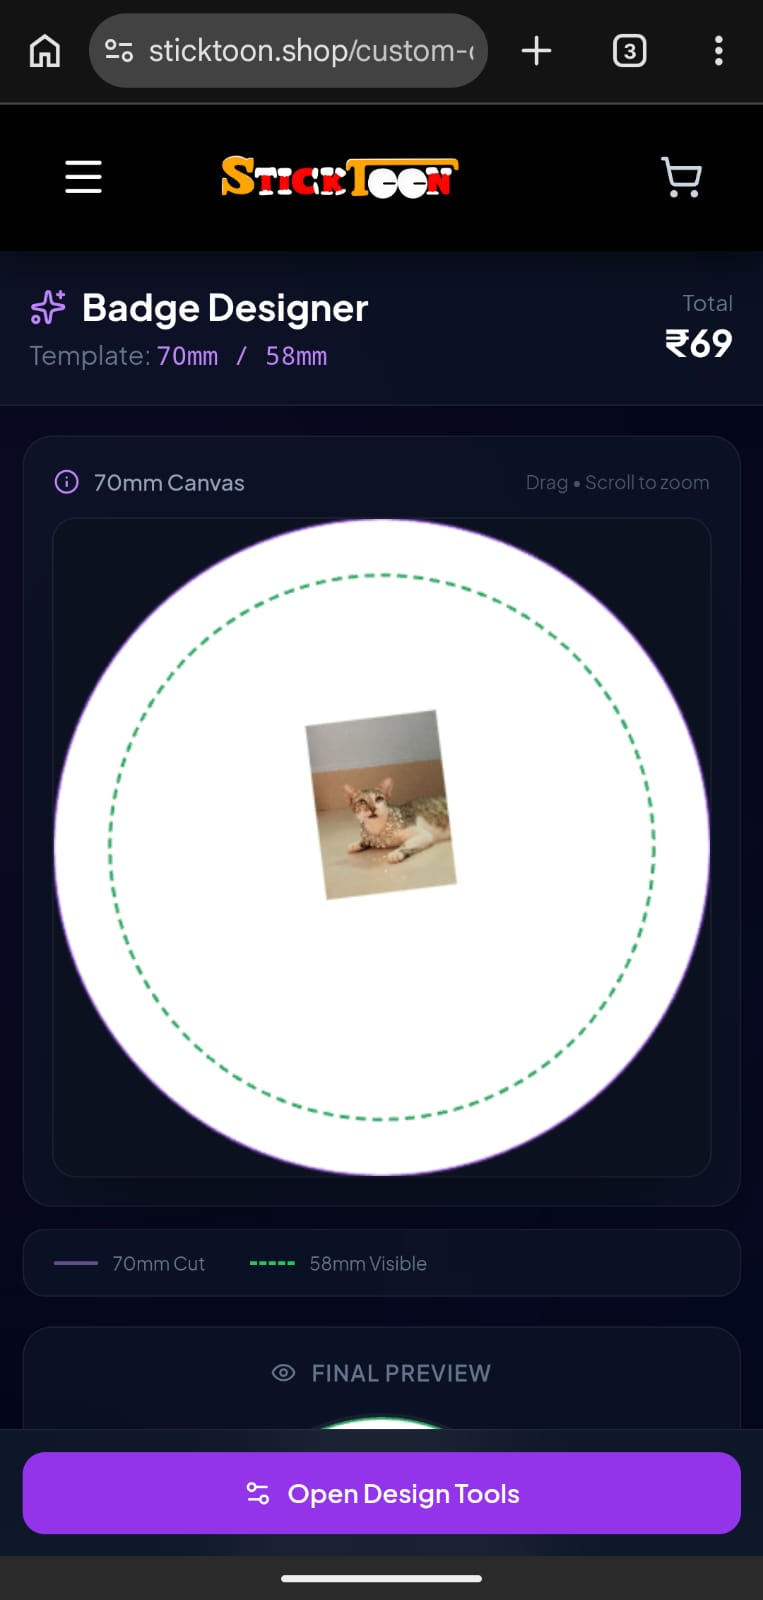 sticktoon.shop/custom-
3
STICKTOON
Badge Designer
Total
Template: 70mm / 58mm
₹69
70mm Canvas
Drag • Scroll to zoom
70mm Cut
58mm Visible
FINAL PREVIEW
Open Design Tools